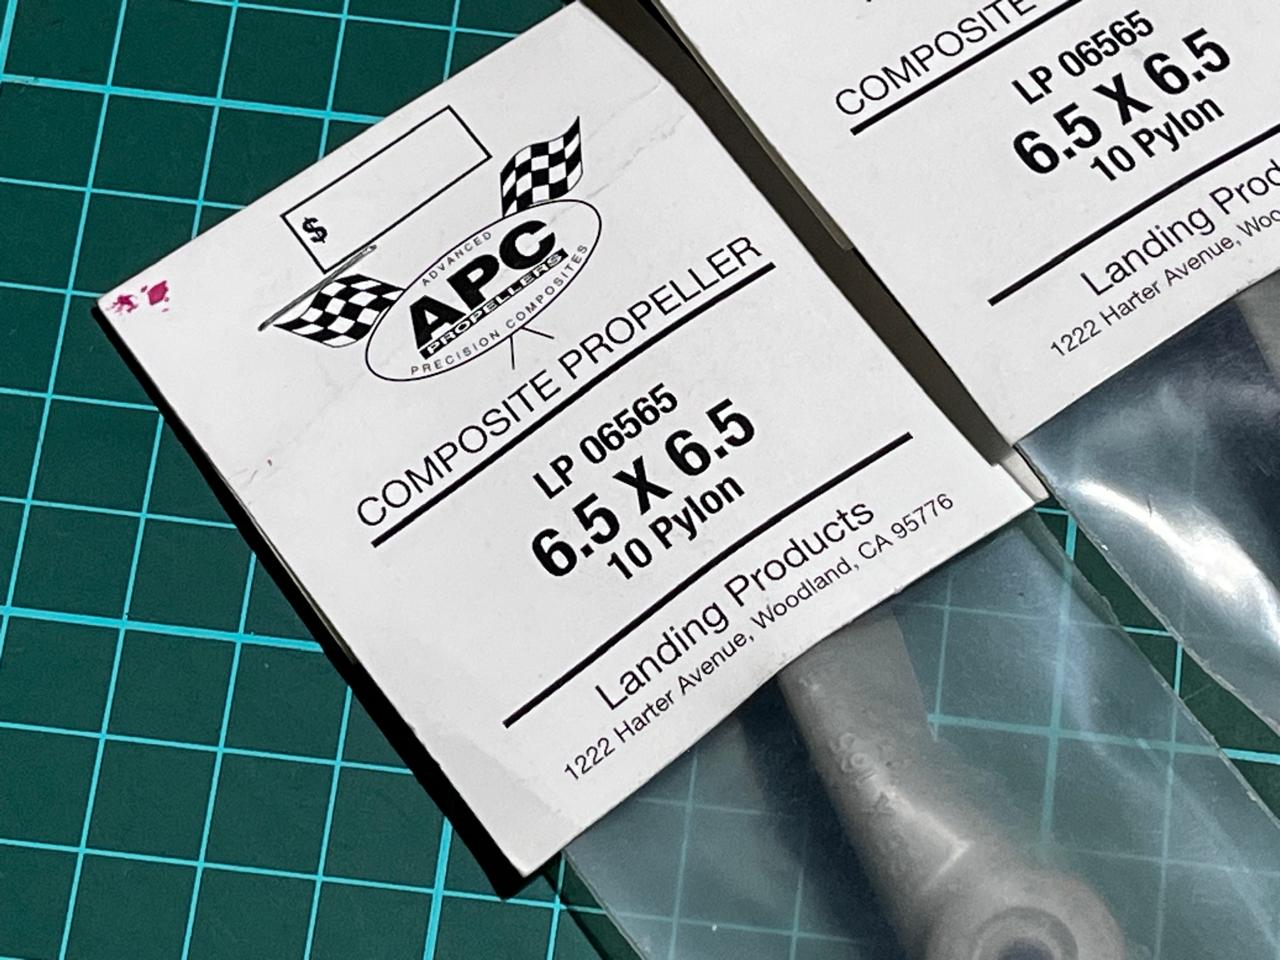 $
ADVANCED
APC
PROPELLERS
PRECISION COMPOSITES
COMPOSITE PROPELLER
LP 06565
6.5 X 6.5
10 Pylon
Landing Products
1222 Harter Avenue, Woodland, CA 95776
COMPOSITE
LP 06565
6.5 X 6.5
10 Pylon
Landing Prod
1222 Harter Avenue, Woo